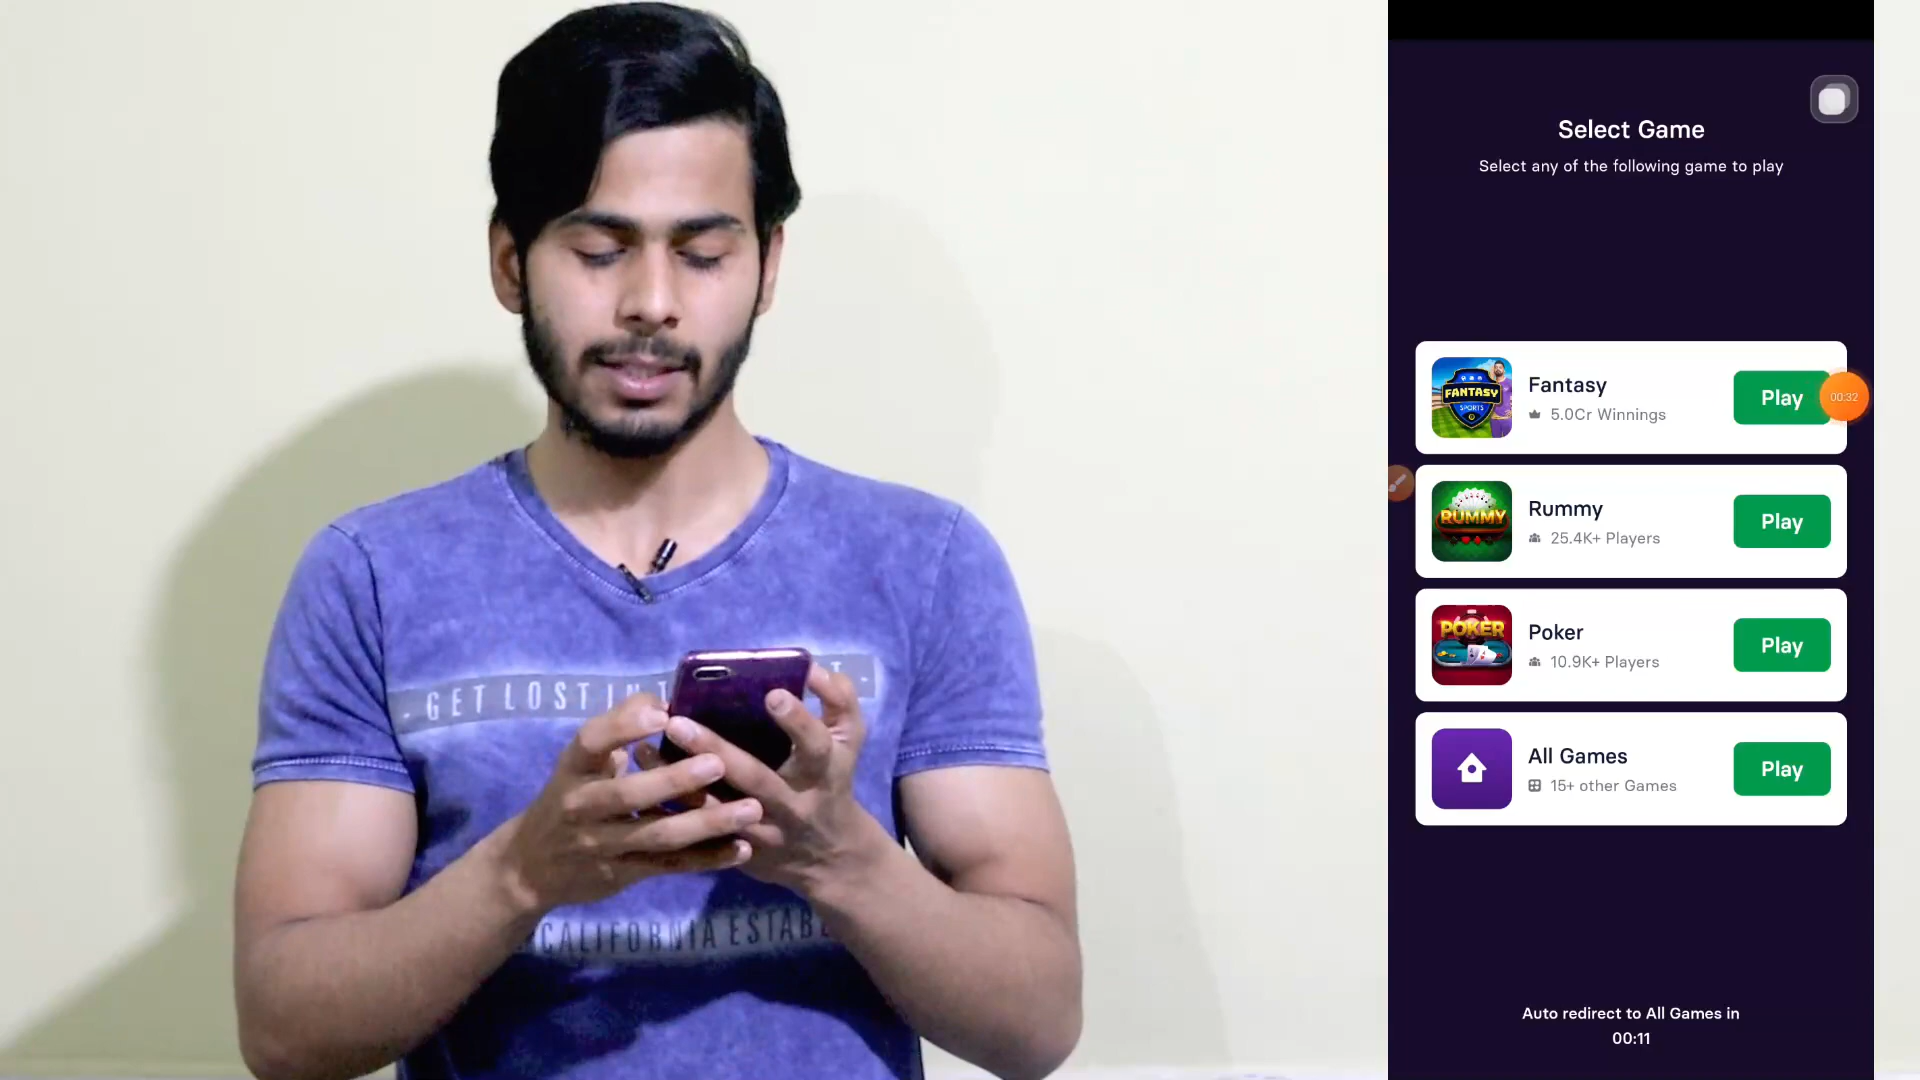 - GET LOST IN T
T -
CALIFORNIA ESTAB
Select Game
Select any of the following game to play
FANTASY
SPORTS
Fantasy
5.0Cr Winnings
Play
00:32
RUMMY
Rummy
25.4K+ Players
Play
POKER
Poker
10.9K+ Players
Play
All Games
15+ other Games
Play
Auto redirect to All Games in
00:11